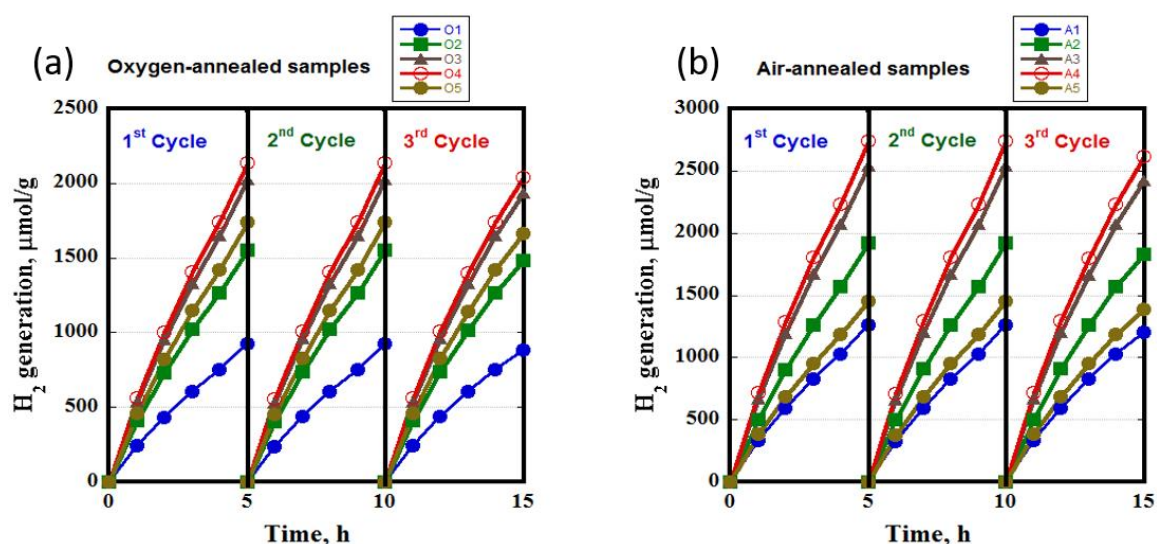 (a)
Oxygen-annealed samples
O1
O2
O3
O4
O5
2500
2000
1500
1000
500
0
H₂ generation, μmol/g
1st Cycle
2nd Cycle
3rd Cycle
0
5
10
15
Time, h
(b)
Air-annealed samples
A1
A2
A3
A4
A5
3000
2500
2000
1500
1000
500
0
H₂ generation, μmol/g
1st Cycle
2nd Cycle
3rd Cycle
0
5
10
15
Time, h